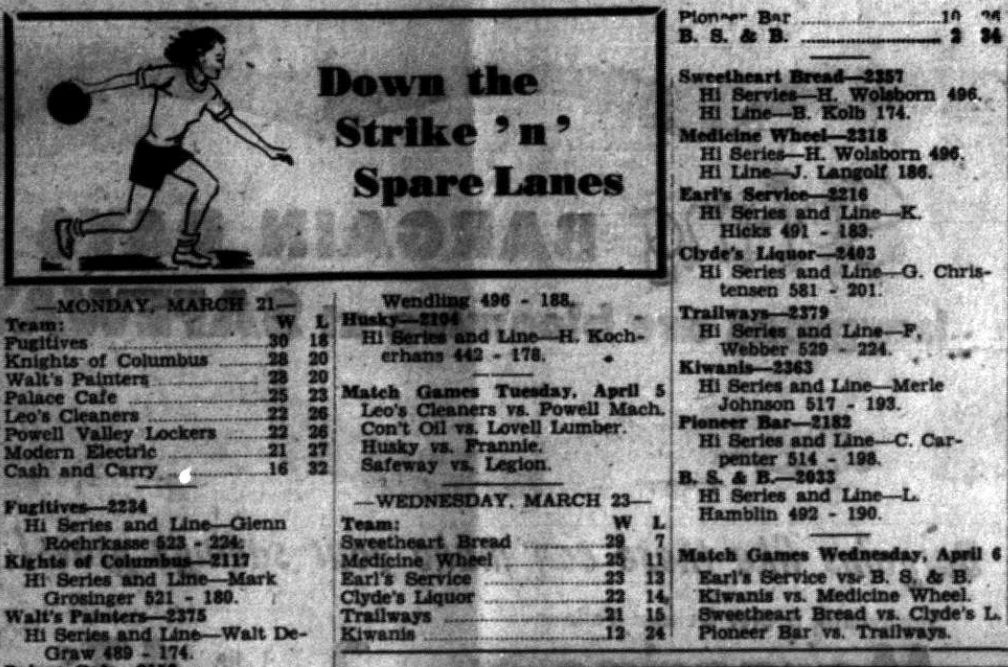 Down the
Strike 'n'
Spare Lanes
—MONDAY, MARCH 21—
Team: W L
Fugitives 30 18
Knights of Columbus 28 20
Walt's Painters 28 20
Palace Cafe 25 23
Leo's Cleaners 22 26
Powell Valley Lockers 22 26
Modern Electric 21 27
Cash and Carry 16 32
Fugitives—2234
Hi Series and Line—Glenn
Roehrkasse 523 - 224.
Kights of Columbus—2117
Hi Series and Line—Mark
Grosinger 521 - 180.
Walt's Painters—2375
Hi Series and Line—Walt De-
Graw 489 - 174.
Wendling 496 - 188.
Husky—2104
Hi Series and Line—H. Koch-
erhans 442 - 178.
Match Games Tuesday, April 5
Leo's Cleaners vs. Powell Mach.
Con't Oil vs. Lovell Lumber.
Husky vs. Frannie.
Safeway vs. Legion.
—WEDNESDAY, MARCH 23—
Team: W L
Sweetheart Bread 29 7
Medicine Wheel 25 11
Earl's Service 23 13
Clyde's Liquor 22 14
Trailways 21 15
Kiwanis 12 24
Pioneer Bar 10 26
B. S. & B. 2 34
Sweetheart Bread—2357
Hi Servies—H. Wolsborn 496.
Hi Line—B. Kolb 174.
Medicine Wheel—2318
Hi Series—H. Wolsborn 496.
Hi Line—J. Langolf 186.
Earl's Service—2216
Hi Series and Line—K.
Hicks 491 - 183.
Clyde's Liquor—2403
Hi Series and Line—G. Chris-
tensen 581 - 201.
Trailways—2379
Hi Series and Line—F.
Webber 529 - 224.
Kiwanis—2363
Hi Series and Line—Merle
Johnson 517 - 193.
Pioneer Bar—2182
Hi Series and Line—C. Car-
penter 514 - 198.
B. S. & B.—2033
Hi Series and Line—L.
Hamblin 492 - 190.
Match Games Wednesday, April 6
Earl's Service vs. B. S. & B.
Kiwanis vs. Medicine Wheel.
Sweetheart Bread vs. Clyde's L.
Pioneer Bar vs. Trailways.